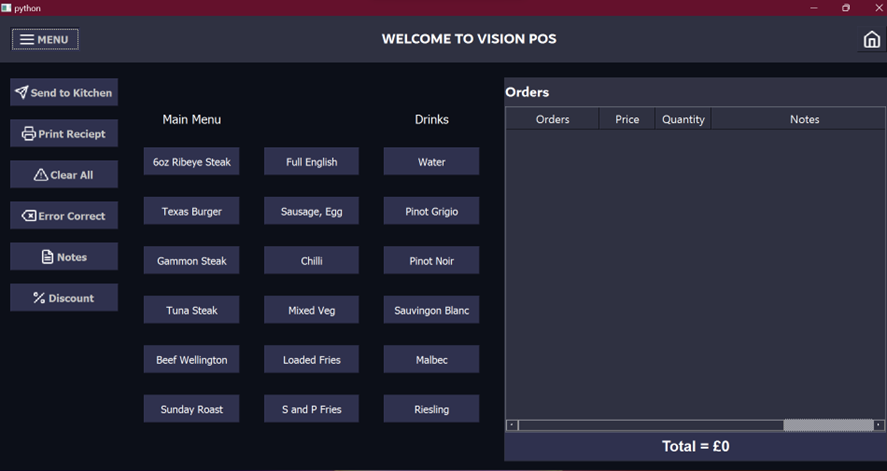 python
MENU
WELCOME TO VISION POS
Send to Kitchen
Print Reciept
Clear All
Error Correct
Notes
Discount
Main Menu
Drinks
6oz Ribeye Steak
Full English
Water
Texas Burger
Sausage, Egg
Pinot Grigio
Gammon Steak
Chilli
Pinot Noir
Tuna Steak
Mixed Veg
Sauvingon Blanc
Beef Wellington
Loaded Fries
Malbec
Sunday Roast
S and P Fries
Riesling
Orders
Orders Price Quantity Notes
Total = £0